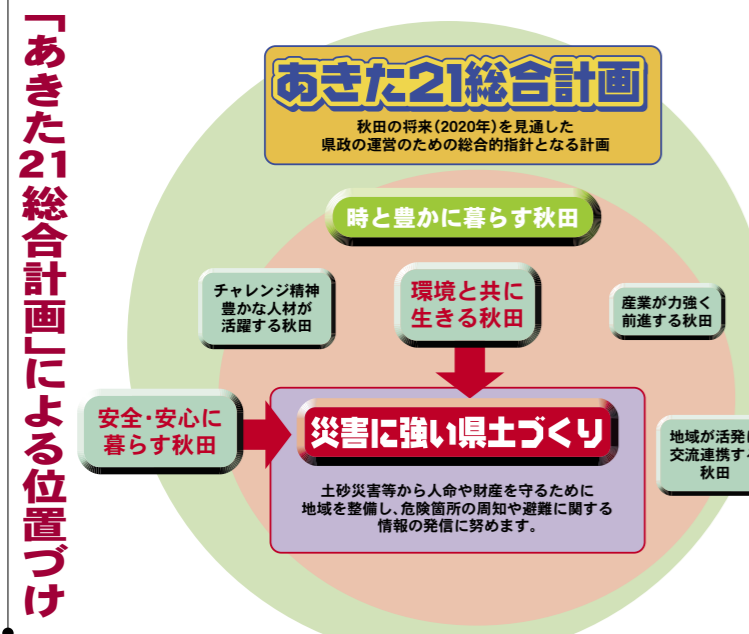 「あきた21総合計画」による位置づけ
あきた21総合計画
秋田の将来(2020年)を見通した
県政の運営のための総合的指針となる計画
時と豊かに暮らす秋田
チャレンジ精神
豊かな人材が
活躍する秋田
環境と共に
生きる秋田
産業が力強く
前進する秋田
安全・安心に
暮らす秋田
災害に強い県土づくり
土砂災害等から人命や財産を守るために
地域を整備し、危険箇所の周知や避難に関する
情報の発信に努めます。
地域が活発に
交流連携す
秋田